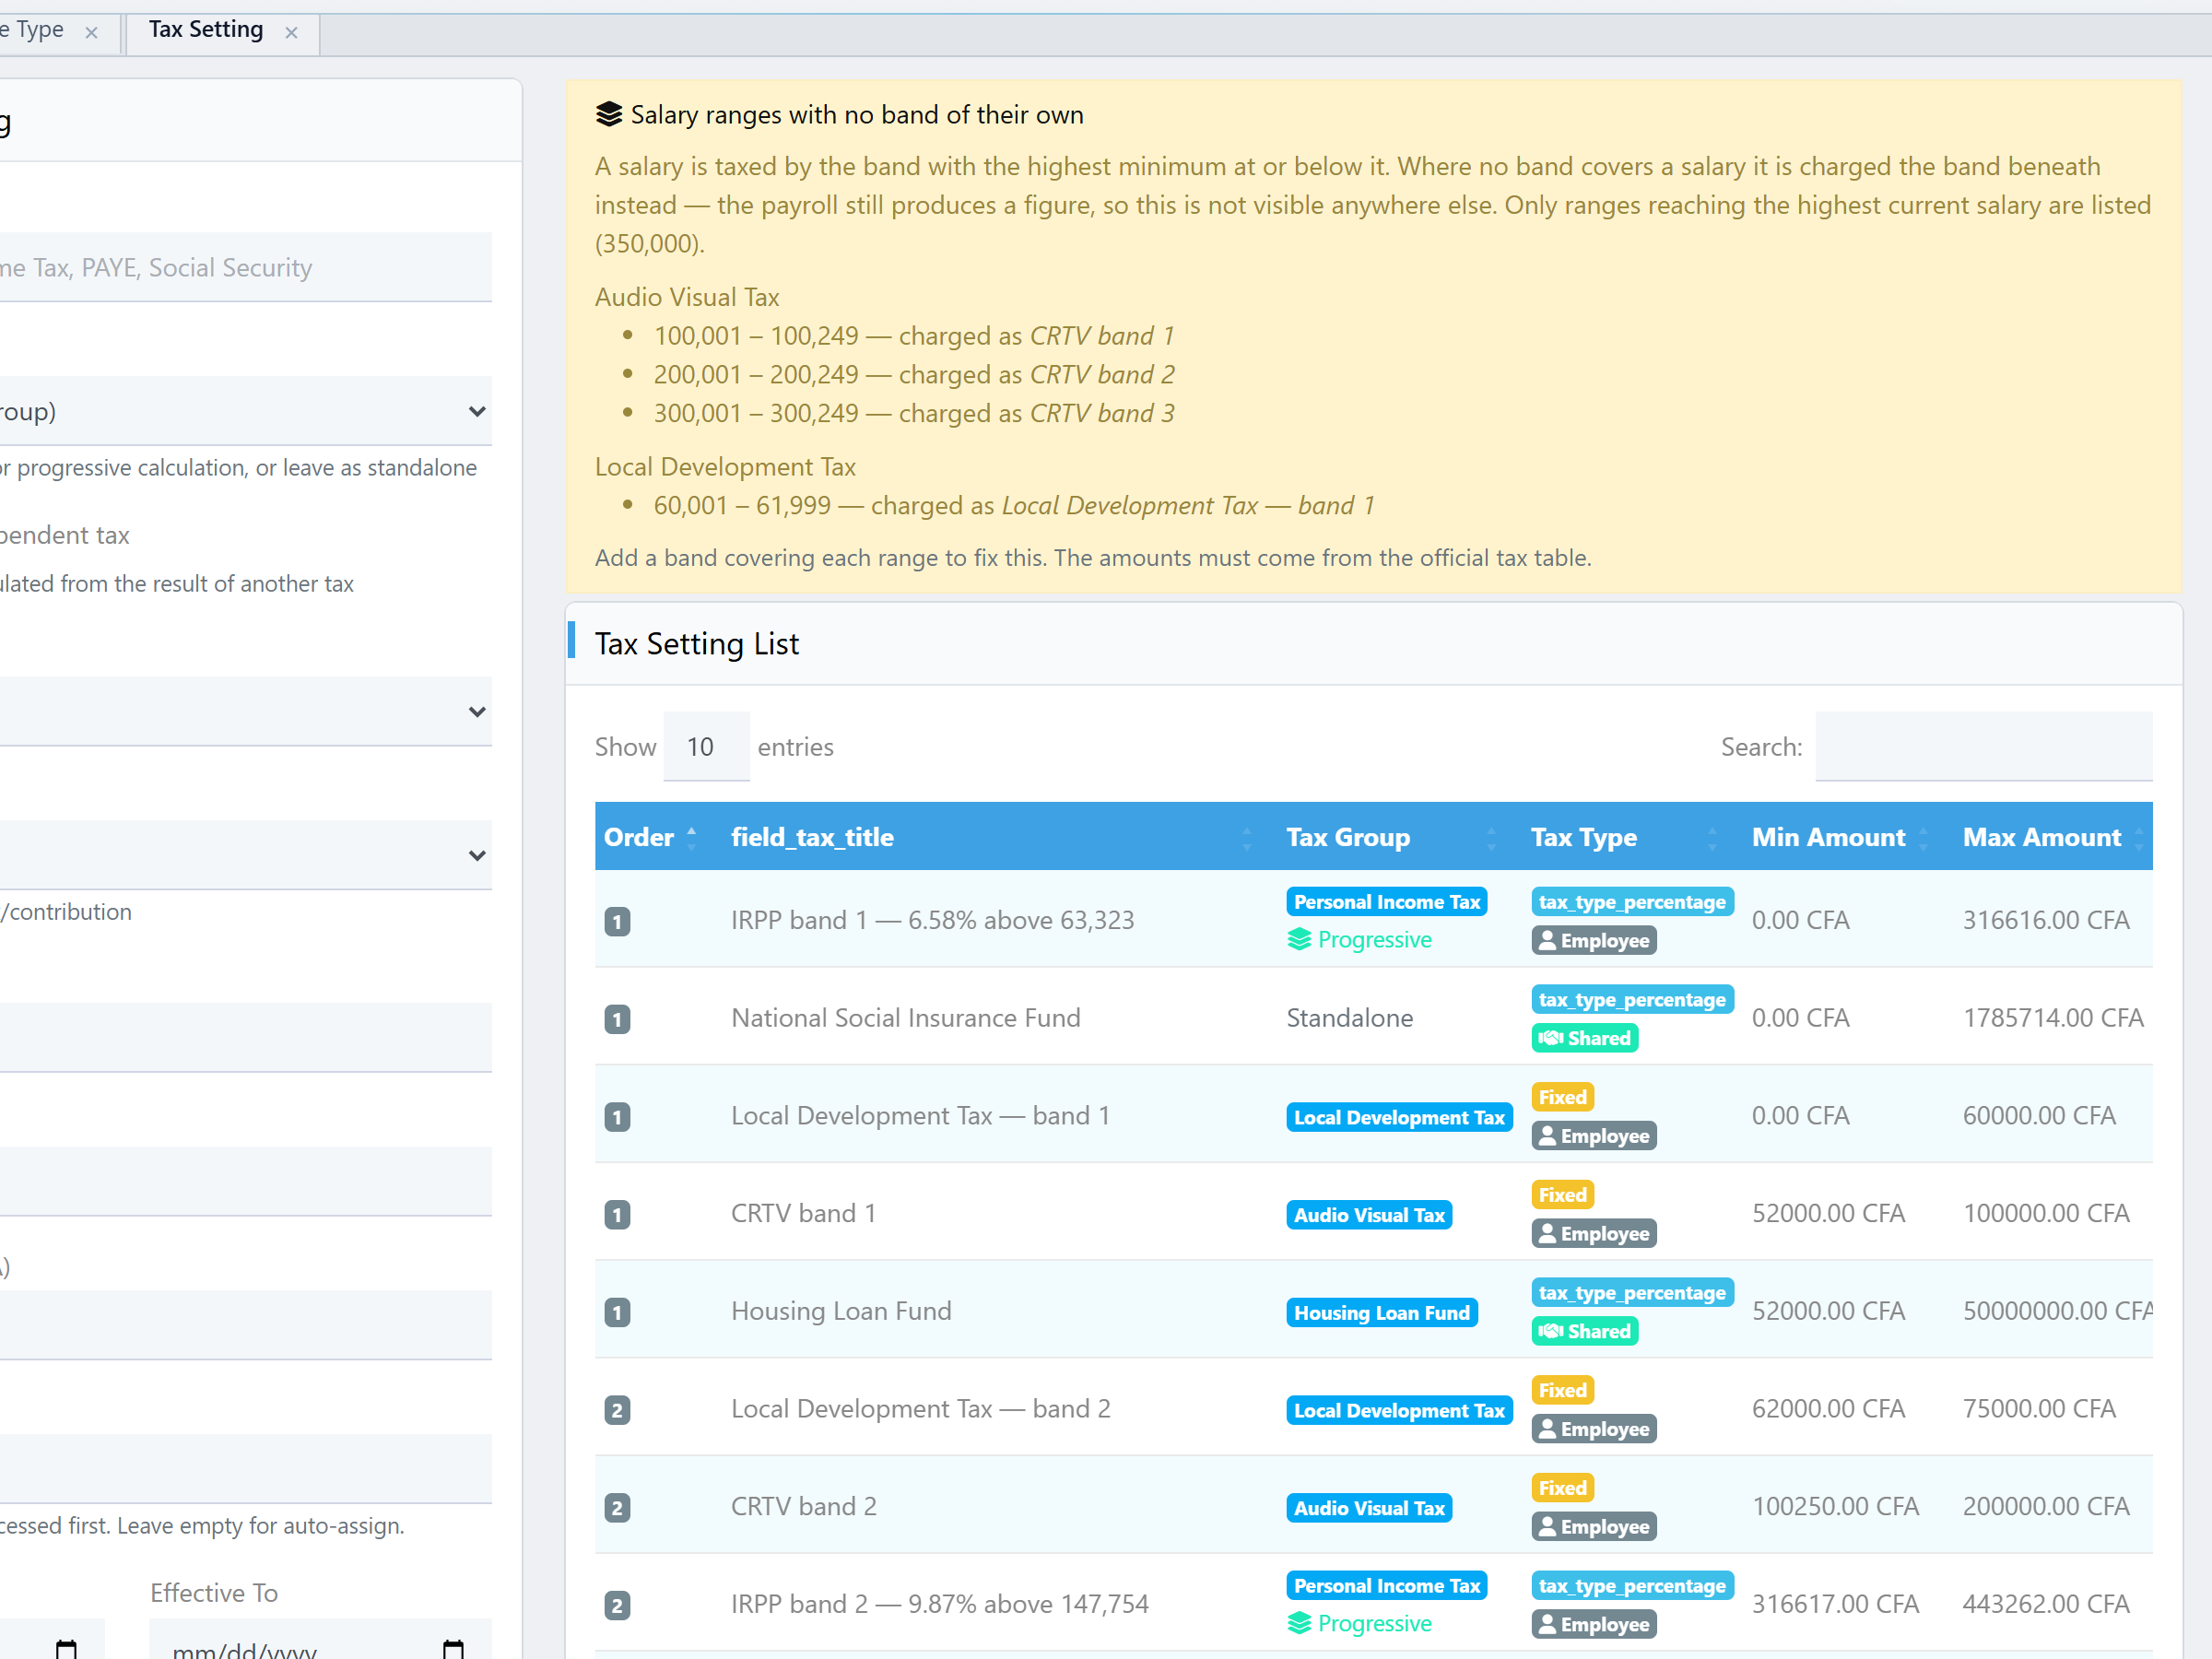 e Type ×
Tax Setting ×
g
me Tax, PAYE, Social Security
roup)
or progressive calculation, or leave as standalone
pendent tax
ulated from the result of another tax
/contribution
A)
cessed first. Leave empty for auto-assign.
Effective To
mm/dd/yyyy
Salary ranges with no band of their own
A salary is taxed by the band with the highest minimum at or below it. Where no band covers a salary it is charged the band beneath
instead — the payroll still produces a figure, so this is not visible anywhere else. Only ranges reaching the highest current salary are listed
(350,000).
Audio Visual Tax
• 100,001 – 100,249 — charged as CRTV band 1
• 200,001 – 200,249 — charged as CRTV band 2
• 300,001 – 300,249 — charged as CRTV band 3
Local Development Tax
• 60,001 – 61,999 — charged as Local Development Tax — band 1
Add a band covering each range to fix this. The amounts must come from the official tax table.
Tax Setting List
Show 10 entries
Search:
Order field_tax_title Tax Group Tax Type Min Amount Max Amount
1 IRPP band 1 — 6.58% above 63,323 Personal Income Tax Progressive tax_type_percentage Employee 0.00 CFA 316616.00 CFA
1 National Social Insurance Fund Standalone tax_type_percentage Shared 0.00 CFA 1785714.00 CFA
1 Local Development Tax — band 1 Local Development Tax Fixed Employee 0.00 CFA 60000.00 CFA
1 CRTV band 1 Audio Visual Tax Fixed Employee 52000.00 CFA 100000.00 CFA
1 Housing Loan Fund Housing Loan Fund tax_type_percentage Shared 52000.00 CFA 50000000.00 CFA
2 Local Development Tax — band 2 Local Development Tax Fixed Employee 62000.00 CFA 75000.00 CFA
2 CRTV band 2 Audio Visual Tax Fixed Employee 100250.00 CFA 200000.00 CFA
2 IRPP band 2 — 9.87% above 147,754 Personal Income Tax Progressive tax_type_percentage Employee 316617.00 CFA 443262.00 CFA